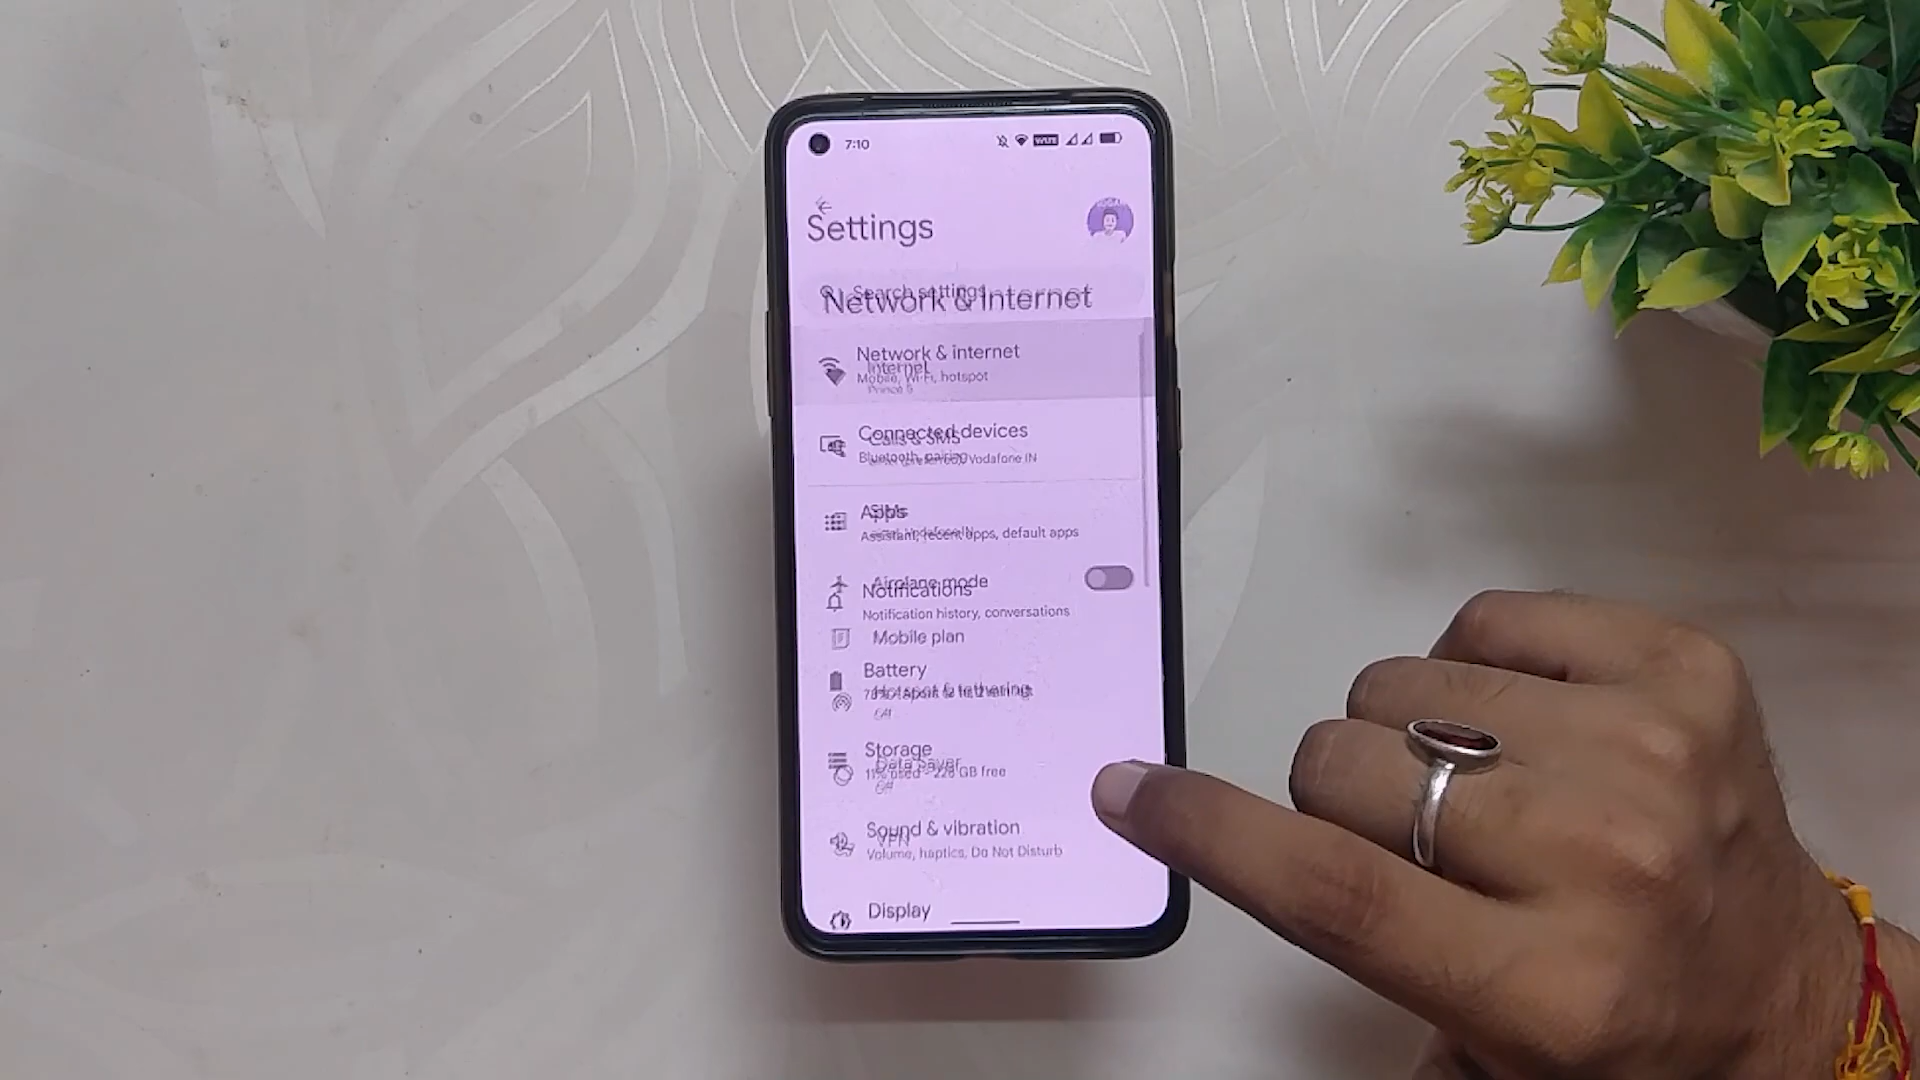 7:10
Settings
Search settings
Network & internet
Network & internet
Internet
Mobile, Wi-Fi, hotspot
Prince 5
Connected devices
Calls & SMS
Bluetooth, pairing
Vodafone IN
Apps
SIMs
Assistant, recent apps, default apps
Airplane mode
Notifications
Notification history, conversations
Mobile plan
Battery
Hotspot & tethering
Off
Storage
Data Saver
11% used - 228 GB free
Off
Sound & vibration
VPN
Volume, haptics, Do Not Disturb
Display